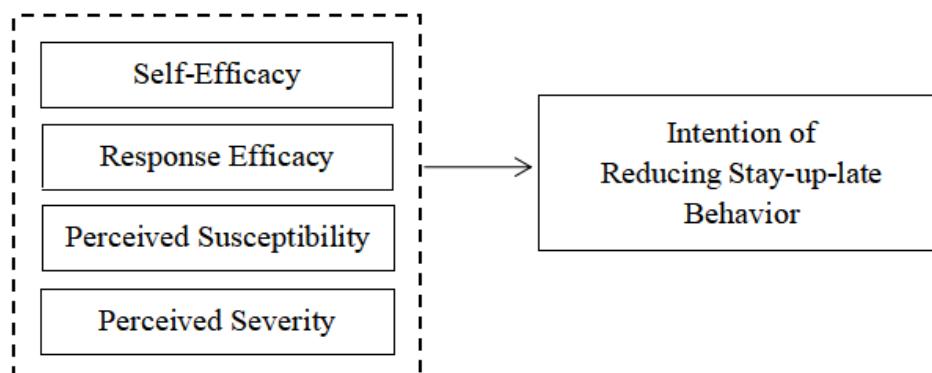 Self-Efficacy
Response Efficacy
Perceived Susceptibility
Perceived Severity
Intention of
Reducing Stay-up-late
Behavior